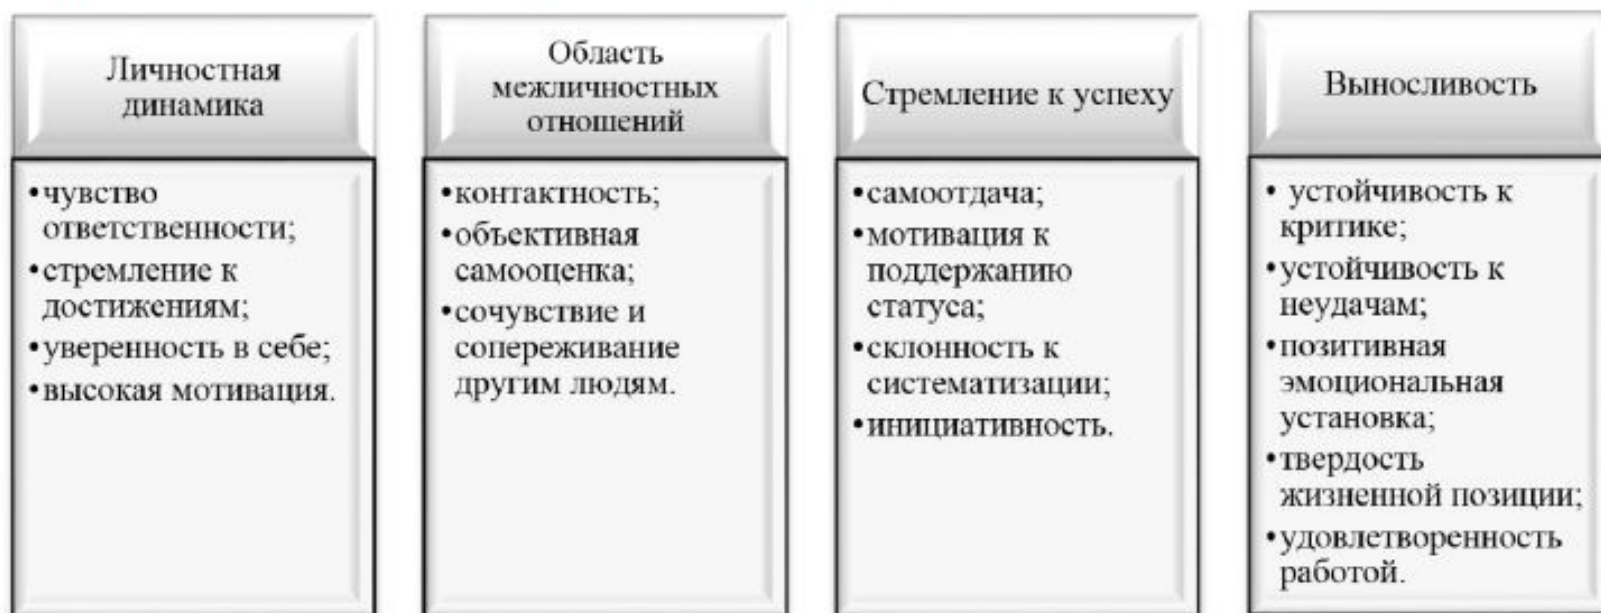 Личностная
динамика
•чувство
ответственности;
•стремление к
достижениям;
•уверенность в себе;
•высокая мотивация.
Область
межличностных
отношений
•контактность;
•объективная
самооценка;
•сочувствие и
сопереживание
другим людям.
Стремление к успеху
•самоотдача;
•мотивация к
поддержанию
статуса;
•склонность к
систематизации;
•инициативность.
Выносливость
• устойчивость к
критике;
•устойчивость к
неудачам;
•позитивная
эмоциональная
установка;
•твердость
жизненной позиции;
•удовлетворенность
работой.